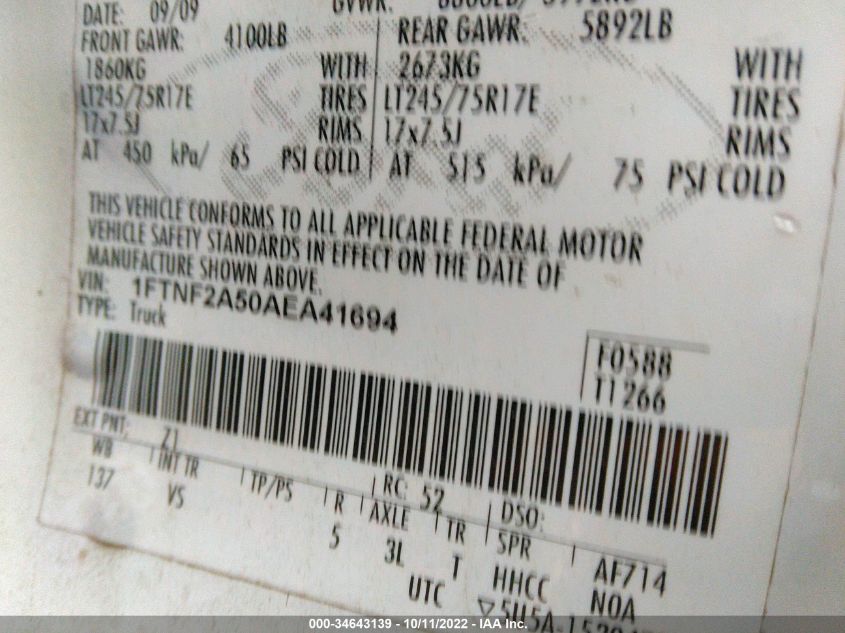 DATE: 09/09
GVWR:
FRONT GAWR: 4100LB REAR GAWR: 5892LB
1860KG WITH 2673KG WITH
LT245/75R17E TIRES LT245/75R17E TIRES
17x7.5J RIMS 17x7.5J RIMS
AT 450 kPa/ 65 PSI COLD AT 515 kPa/ 75 PSI COLD
THIS VEHICLE CONFORMS TO ALL APPLICABLE FEDERAL MOTOR
VEHICLE SAFETY STANDARDS IN EFFECT ON THE DATE OF
MANUFACTURE SHOWN ABOVE.
VIN: 1FTNF2A50AEA41694
TYPE: Truck
F0588
T1266
EXT PNT: Z1 RC: 52 DSO:
WB INT TR TP/PS R AXLE TR SPR
137 VS 5 3L T HHCC AF714
UTC NOA
000-34643139 - 10/11/2022 - IAA Inc.